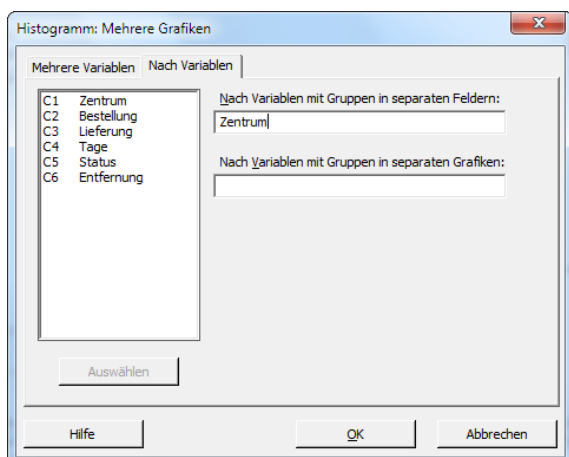 Histogramm: Mehrere Grafiken
Mehrere Variablen Nach Variablen
C1 Zentrum
C2 Bestellung
C3 Lieferung
C4 Tage
C5 Status
C6 Entfernung
Nach Variablen mit Gruppen in separaten Feldern:
Zentrum
Nach Variablen mit Gruppen in separaten Grafiken:
Auswählen
Hilfe OK Abbrechen